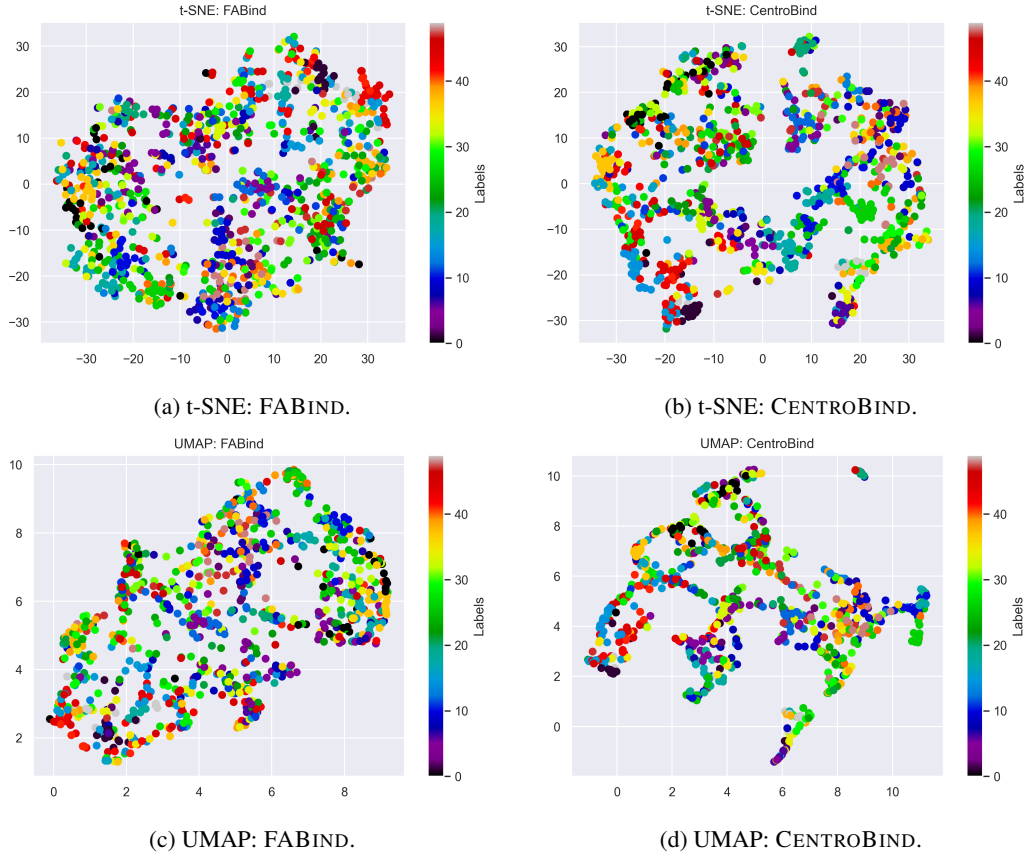 t-SNE: FABind
30
20
10
0
−10
−20
−30
−30 −20 −10 0 10 20 30
40
30
20
10
0
Labels
(a) t-SNE: FABIND.
t-SNE: CentroBind
30
20
10
0
−10
−20
−30
−30 −20 −10 0 10 20 30
40
30
20
10
0
Labels
(b) t-SNE: CENTROBIND.
UMAP: FABind
10
8
6
4
2
0 2 4 6 8
40
30
20
10
0
Labels
(c) UMAP: FABIND.
UMAP: CentroBind
10
8
6
4
2
0
0 2 4 6 8 10
40
30
20
10
0
Labels
(d) UMAP: CENTROBIND.